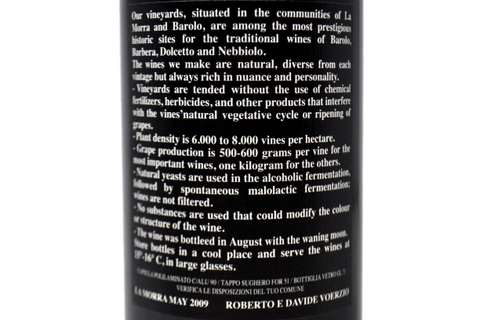 Our vineyards, situated in the communities of La
Morra and Barolo, are among the most prestigious
historic sites for the traditional wines of Barolo,
Barbera, Dolcetto and Nebbiolo.
The wines we make are natural, diverse from each
vintage but always rich in nuance and personality.
- Vineyards are tended without the use of chemical
fertilizers, herbicides, and other products that interfere
with the vines'natural vegetative cycle or ripening of
grapes.
- Plant density is 6.000 to 8.000 vines per hectare.
- Grape production is 500-600 grams per vine for the
most important wines, one kilogram for the others.
- Natural yeasts are used in the alcoholic fermentation,
followed by spontaneous malolactic fermentation;
wines are not filtered.
- No substances are used that could modify the colour
or structure of the wine.
- The wine was bottleed in August with the waning moon.
Store bottles in a cool place and serve the wines at
15°-16° C, in large glasses.
POLILAMINATO C/ALU 90 / TAPPO SUGHERO FOR 51 / BOTTIGLIA VETRO GL 71
VERIFICA LE DISPOSIZIONI DEL TUO COMUNE
LA MORRA MAY 2009 ROBERTO E DAVIDE VOERZIO